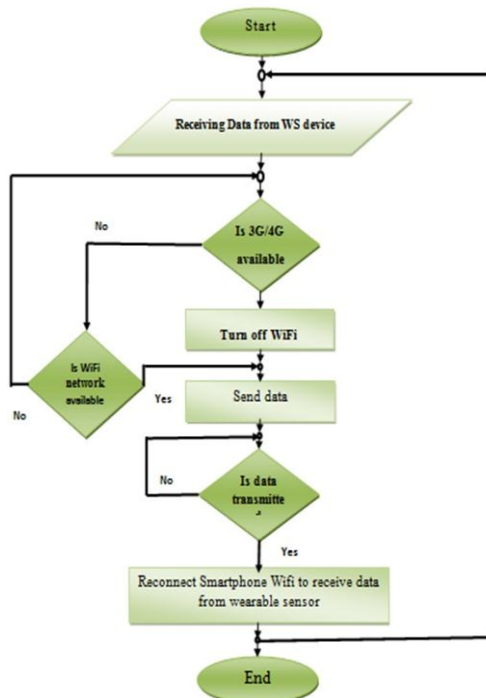 Start
Receiving Data from WS device
No
Is 3G/4G
available
Turn off WiFi
Is WiFi
network
available
No
Yes
Send data
No
Is data
transmitte
Yes
Reconnect Smartphone Wifi to receive data
from wearable sensor
End